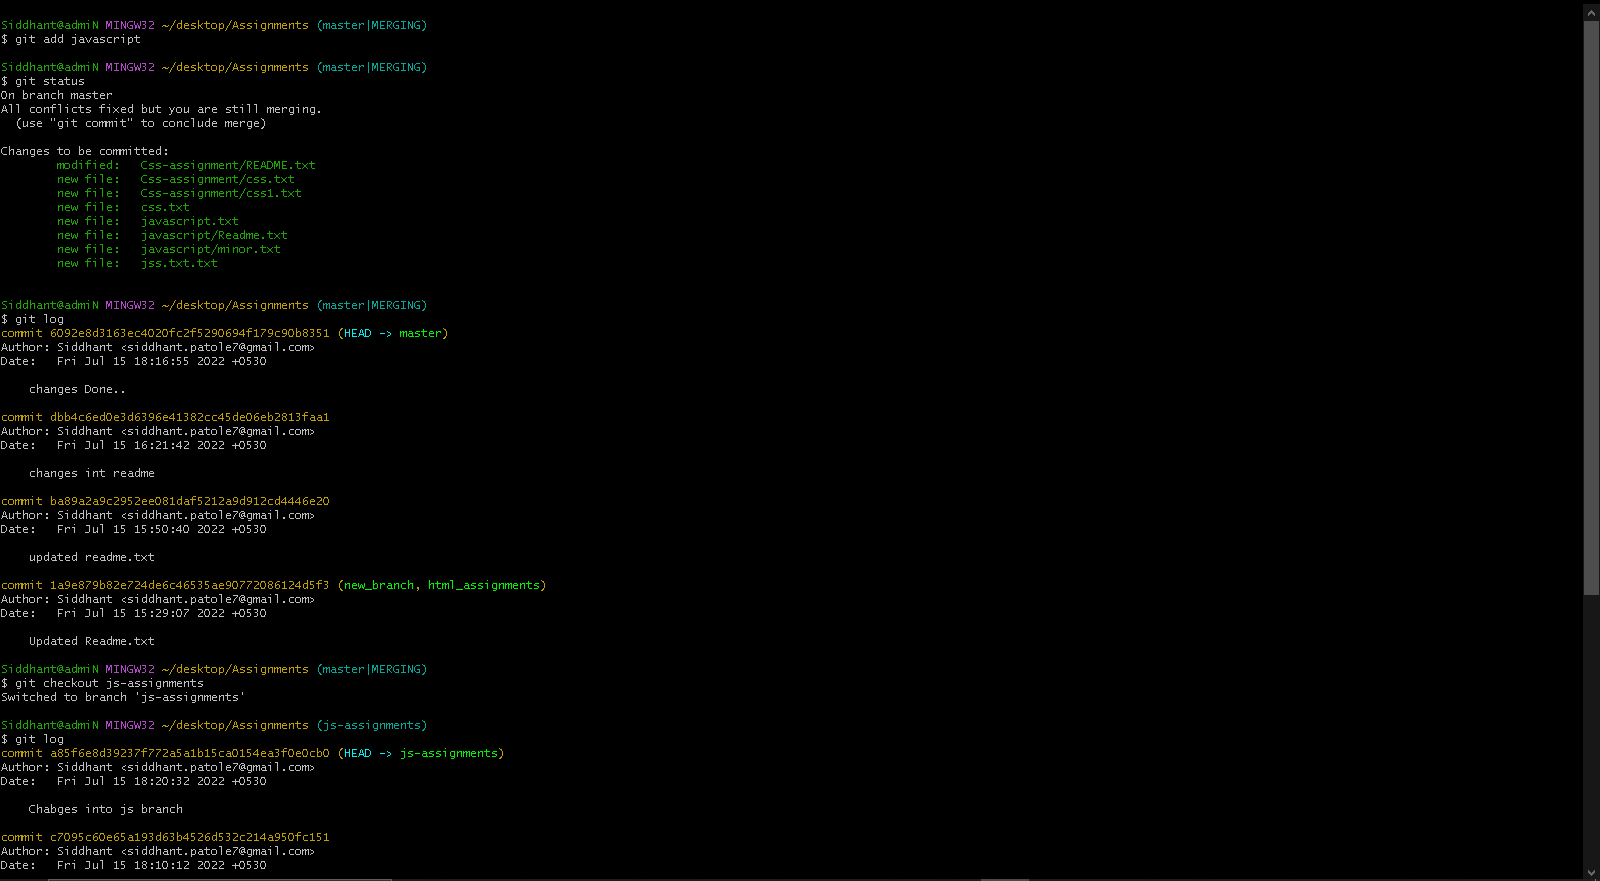 Siddhant@admiN MINGW32 ~/desktop/Assignments (master|MERGING)
$ git add javascript
Siddhant@admiN MINGW32 ~/desktop/Assignments (master|MERGING)
$ git status
On branch master
All conflicts fixed but you are still merging.
  (use "git commit" to conclude merge)
Changes to be committed:
        modified:   Css-assignment/README.txt
        new file:   Css-assignment/css.txt
        new file:   Css-assignment/css1.txt
        new file:   css.txt
        new file:   javascript.txt
        new file:   javascript/Readme.txt
        new file:   javascript/minor.txt
        new file:   jss.txt.txt
Siddhant@admiN MINGW32 ~/desktop/Assignments (master|MERGING)
$ git log
commit 6092e8d3163ec4020fc2f5290694f179c90b8351 (HEAD -> master)
Author: Siddhant <siddhant.patole7@gmail.com>
Date:   Fri Jul 15 18:16:55 2022 +0530
    changes Done..
commit dbb4c6ed0e3d6396e41382cc45de06eb2813faa1
Author: Siddhant <siddhant.patole7@gmail.com>
Date:   Fri Jul 15 16:21:42 2022 +0530
    changes int readme
commit ba89a2a9c2952ee081daf5212a9d912cd4446e20
Author: Siddhant <siddhant.patole7@gmail.com>
Date:   Fri Jul 15 15:50:40 2022 +0530
    updated readme.txt
commit 1a9e879b82e724de6c46535ae90772086124d5f3 (new_branch, html_assignments)
Author: Siddhant <siddhant.patole7@gmail.com>
Date:   Fri Jul 15 15:29:07 2022 +0530
    Updated Readme.txt
Siddhant@admiN MINGW32 ~/desktop/Assignments (master|MERGING)
$ git checkout js-assignments
Switched to branch 'js-assignments'
Siddhant@admiN MINGW32 ~/desktop/Assignments (js-assignments)
$ git log
commit a85f6e8d39237f772a5a1b15ca0154ea3f0e0cb0 (HEAD -> js-assignments)
Author: Siddhant <siddhant.patole7@gmail.com>
Date:   Fri Jul 15 18:20:32 2022 +0530
    Chabges into js branch
commit c7095c60e65a193d63b4526d532c214a950fc151
Author: Siddhant <siddhant.patole7@gmail.com>
Date:   Fri Jul 15 18:10:12 2022 +0530